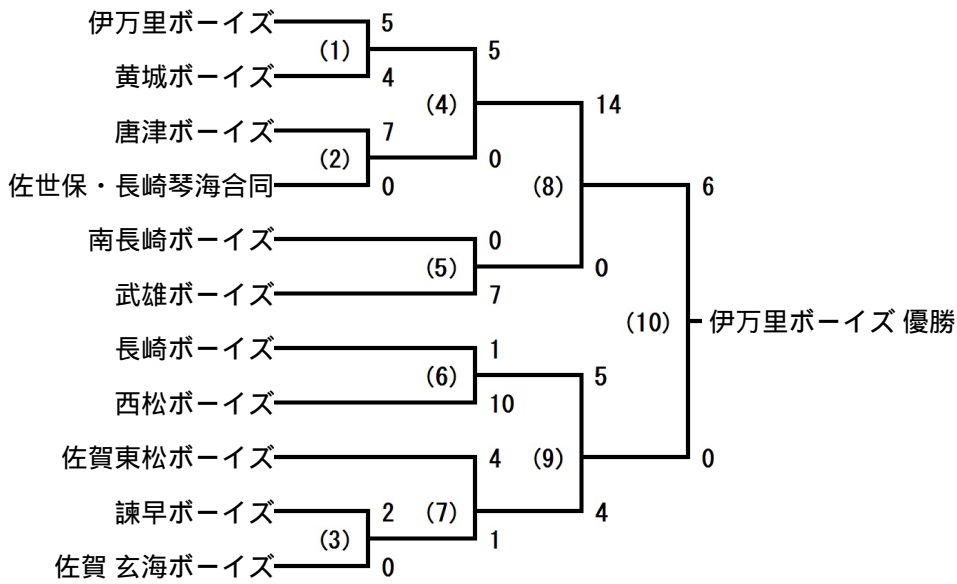 伊万里ボーイズ 5
(1) 5
黄城ボーイズ 4
(4) 14
唐津ボーイズ 7
(2) 0
佐世保・長崎琴海合同 0
(8) 6
南長崎ボーイズ 0
(5) 0
武雄ボーイズ 7
(10) 伊万里ボーイズ 優勝
長崎ボーイズ 1
(6) 5
西松ボーイズ 10
佐賀東松ボーイズ 4 (9) 0
諫早ボーイズ 2 (7) 4
(3) 1
佐賀 玄海ボーイズ 0